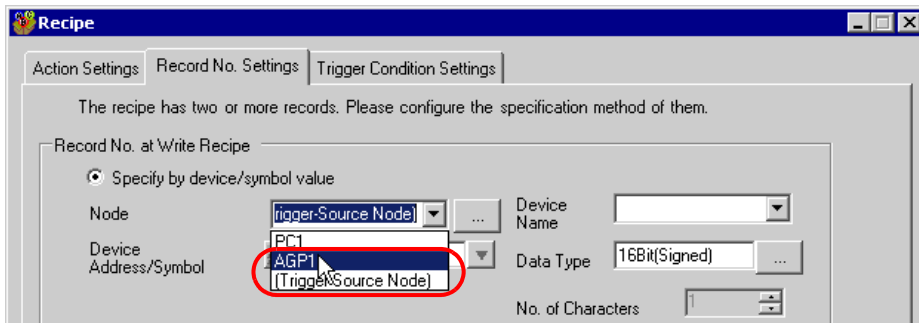 Recipe
Action Settings Record No. Settings Trigger Condition Settings
The recipe has two or more records. Please configure the specification method of them.
Record No. at Write Recipe
Specify by device/symbol value
Node rigger-Source Node) ... Device Name
PC1
Device Address/Symbol AGP1 Data Type 16Bit(Signed) ...
(Trigger-Source Node)
No. of Characters 1